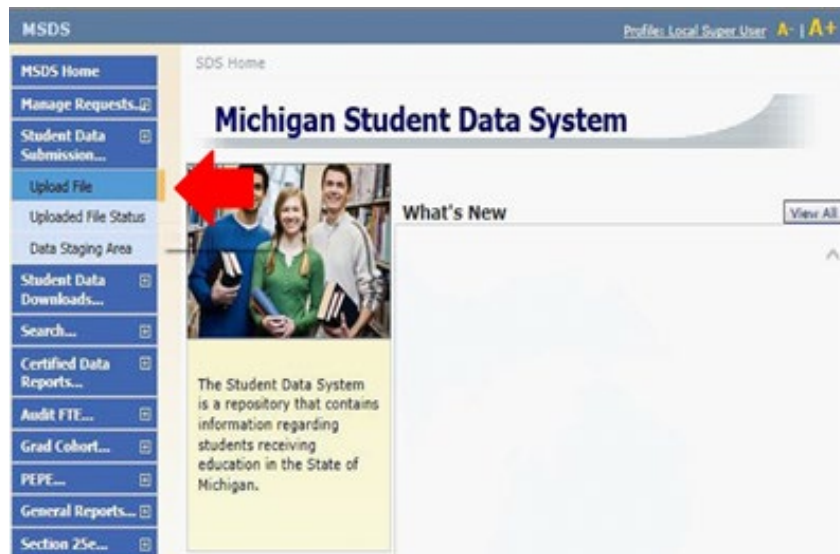 MSDS
Profile: Local Super User A- | A+
MSDS Home
Manage Requests...
Student Data
Submission...
Upload File
Uploaded File Status
Data Staging Area
Student Data
Downloads...
Search...
Certified Data
Reports...
Audit FTE...
Grad Cohort...
PEPE...
General Reports...
Section 25e...
SDS Home
Michigan Student Data System
The Student Data System
is a repository that contains
information regarding
students receiving
education in the State of
Michigan.
What's New
View All